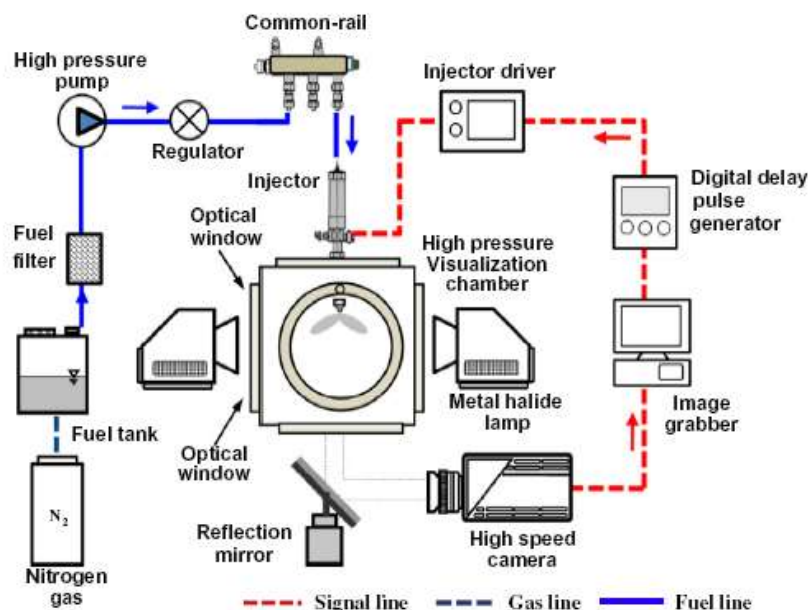 Common-rail
High pressure
pump
Regulator
Injector driver
Injector
Digital delay
pulse
generator
Optical
window
High pressure
Visualization
chamber
Fuel
filter
Metal halide
lamp
Image
grabber
Fuel tank
Optical
window
N2
Reflection
mirror
High speed
camera
Nitrogen
gas
Signal line
Gas line
Fuel line